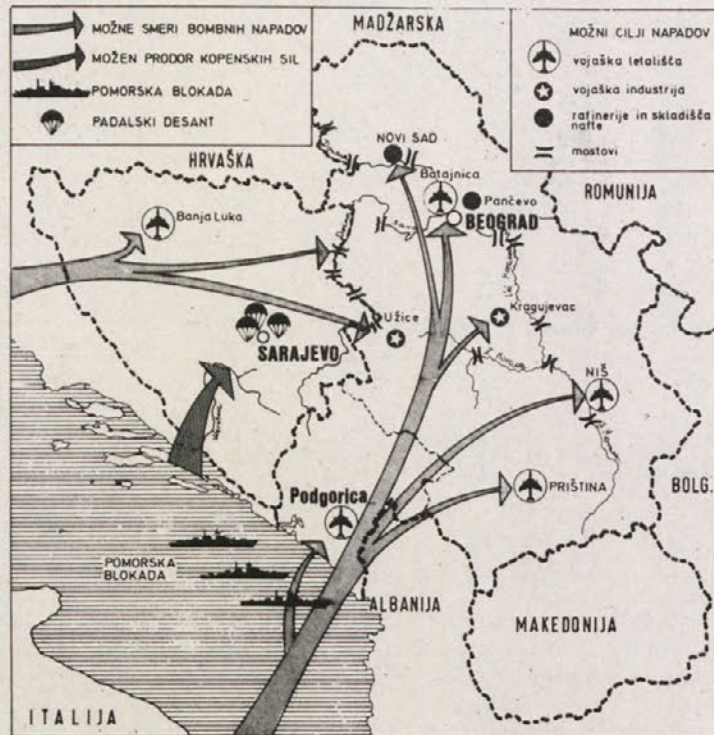 MOŽNE SMERI BOMBNIH NAPADOV
MOŽEN PRODOR KOPENSKIH SIL
POMORSKA BLOKADA
PADALSKI DESANT
MADŽARSKA
MOŽNI CILJI NAPADOV
vojaška letališča
vojaška industrija
rafinerije in skladišča
nafte
mostovi
HRVAŠKA
NOVI SAD
Batajnica
Pančevo
BEOGRAD
ROMUNIJA
Banja Luka
Užice
Kragujevac
SARAJEVO
NIŠ
Podgorica
PRIŠTINA
BOLG.
POMORSKA
BLOKADA
ALBANIJA
MAKEDONIJA
ITALIJA